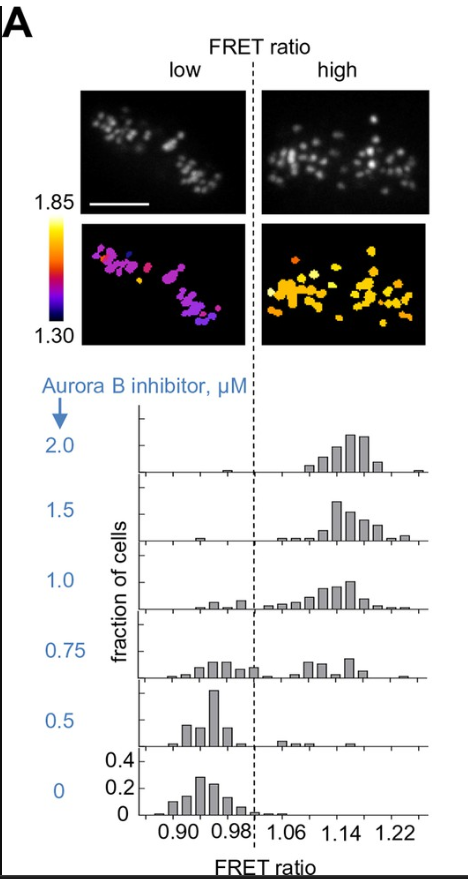 A
FRET ratio
low high
1.85
1.30
Aurora B inhibitor, µM
2.0
1.5
1.0
0.75
0.5
0
fraction of cells
0.4
0.2
0
0.90 0.98 1.06 1.14 1.22
FRET ratio